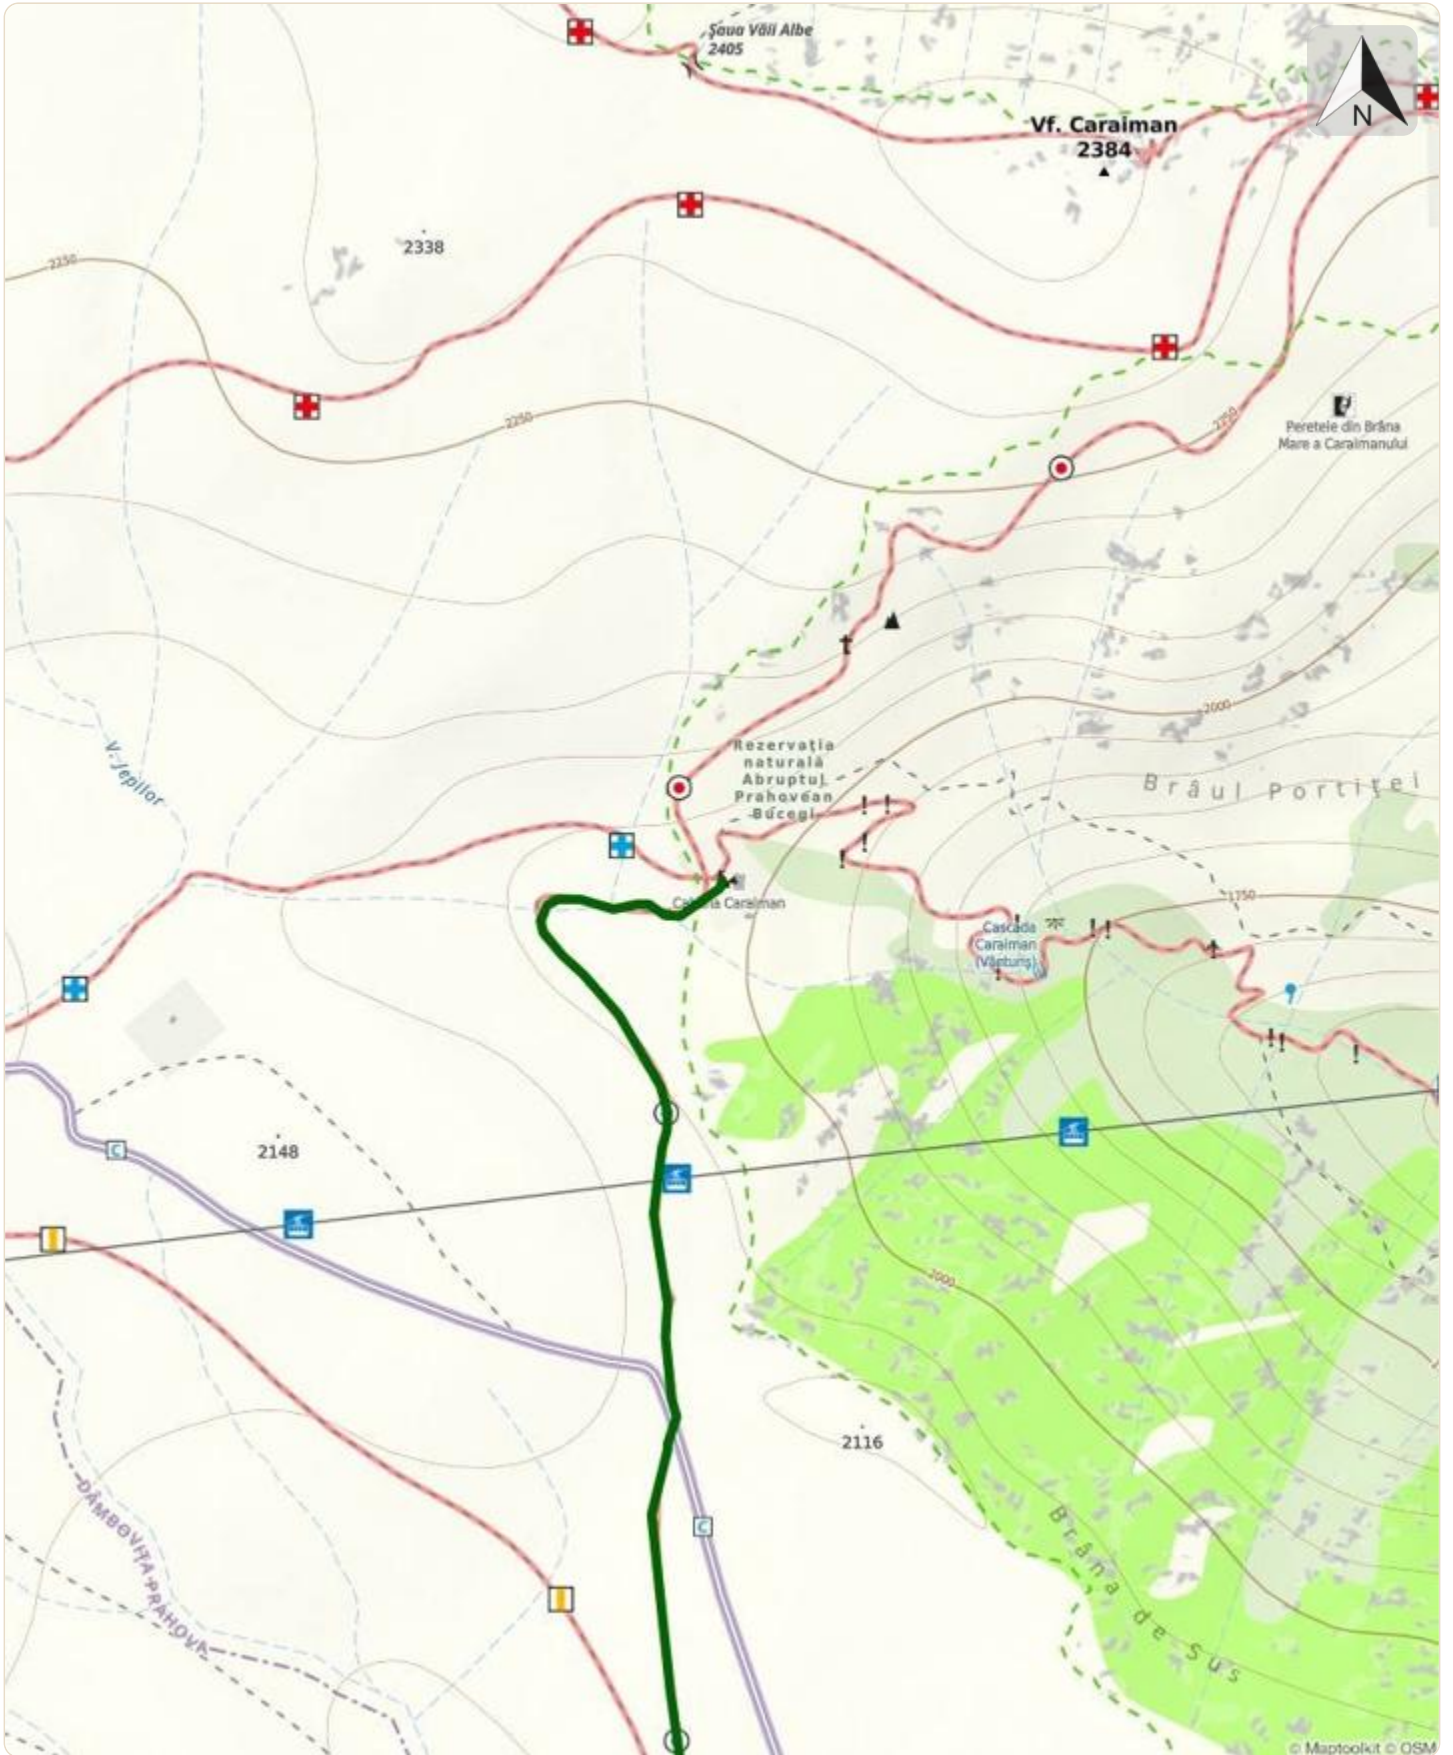 Șaua Văii Albe
2405
N
Vf. Caraiman
2384
2338
2250
2250
2250
Peretele din Brâna
Mare a Caraimanului
2000
V. Jepilor
Rezervația
naturală
Abruptul
Prahovean
Bucegi
Brâul Portiței
Cabana Caraiman
1750
Cascada
Caraiman
(Vânturiș)
C
2148
2000
2116
C
DÂMBOVIȚA
PRAHOVA
Brâna de Sus
© Maptoolkit © OSM